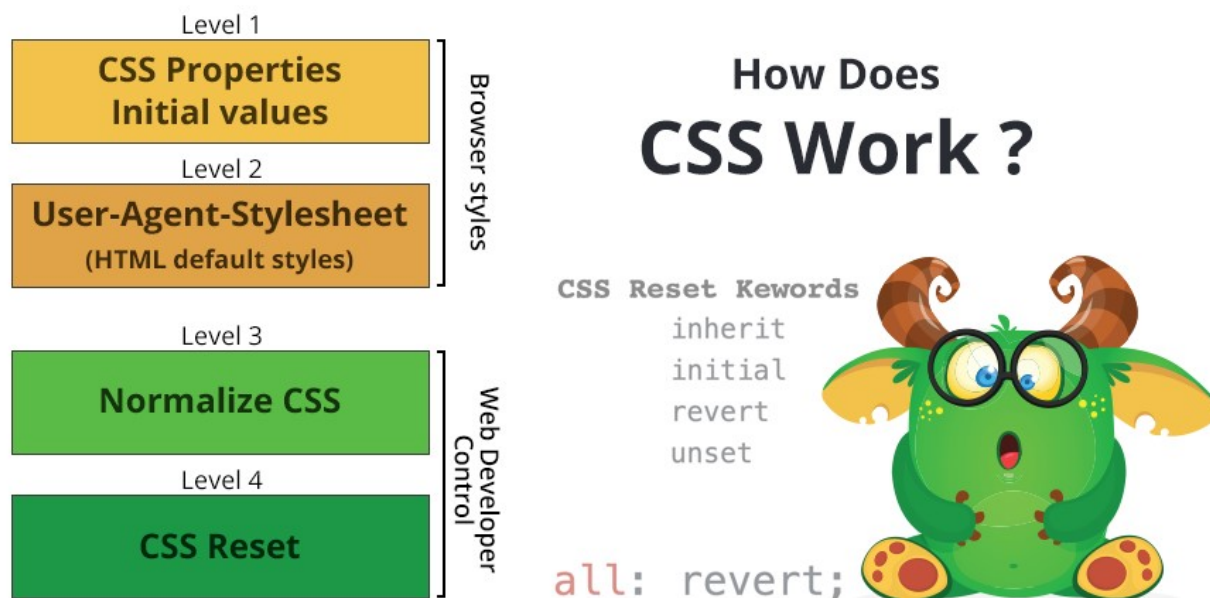 Level 1
CSS Properties
Initial values
Level 2
User-Agent-Stylesheet
(HTML default styles)
Browser styles
Level 3
Normalize CSS
Level 4
CSS Reset
Web Developer
Control
How Does
CSS Work ?
CSS Reset Kewords
inherit
initial
revert
unset
all: revert;